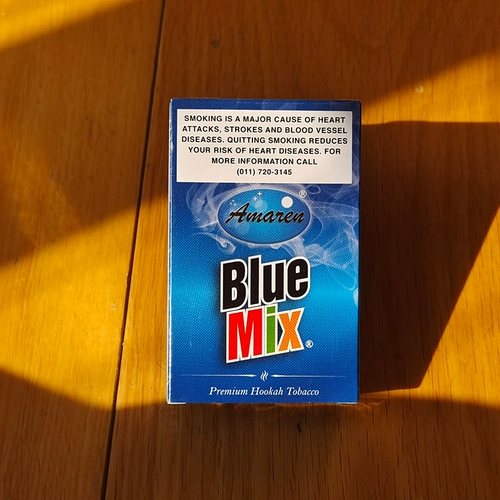 SMOKING IS A MAJOR CAUSE OF HEART
ATTACKS, STROKES AND BLOOD VESSEL
DISEASES. QUITTING SMOKING REDUCES
YOUR RISK OF HEART DISEASES. FOR
MORE INFORMATION CALL
(011) 720-3145
Amaren®
Blue
Mix®
Premium Hookah Tobacco